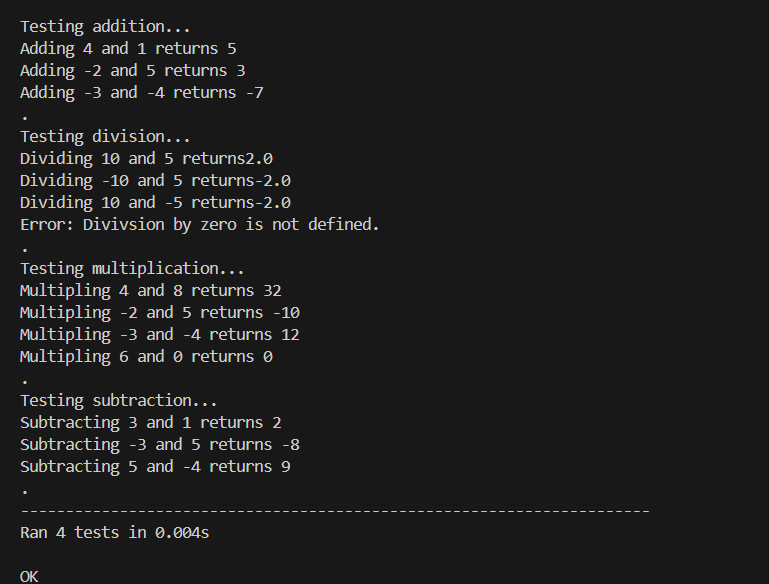 Testing addition...
Adding 4 and 1 returns 5
Adding -2 and 5 returns 3
Adding -3 and -4 returns -7
.
Testing division...
Dividing 10 and 5 returns2.0
Dividing -10 and 5 returns-2.0
Dividing 10 and -5 returns-2.0
Error: Divivsion by zero is not defined.
.
Testing multiplication...
Multipling 4 and 8 returns 32
Multipling -2 and 5 returns -10
Multipling -3 and -4 returns 12
Multipling 6 and 0 returns 0
.
Testing subtraction...
Subtracting 3 and 1 returns 2
Subtracting -3 and 5 returns -8
Subtracting 5 and -4 returns 9
.
----------------------------------------------------------------------
Ran 4 tests in 0.004s
OK